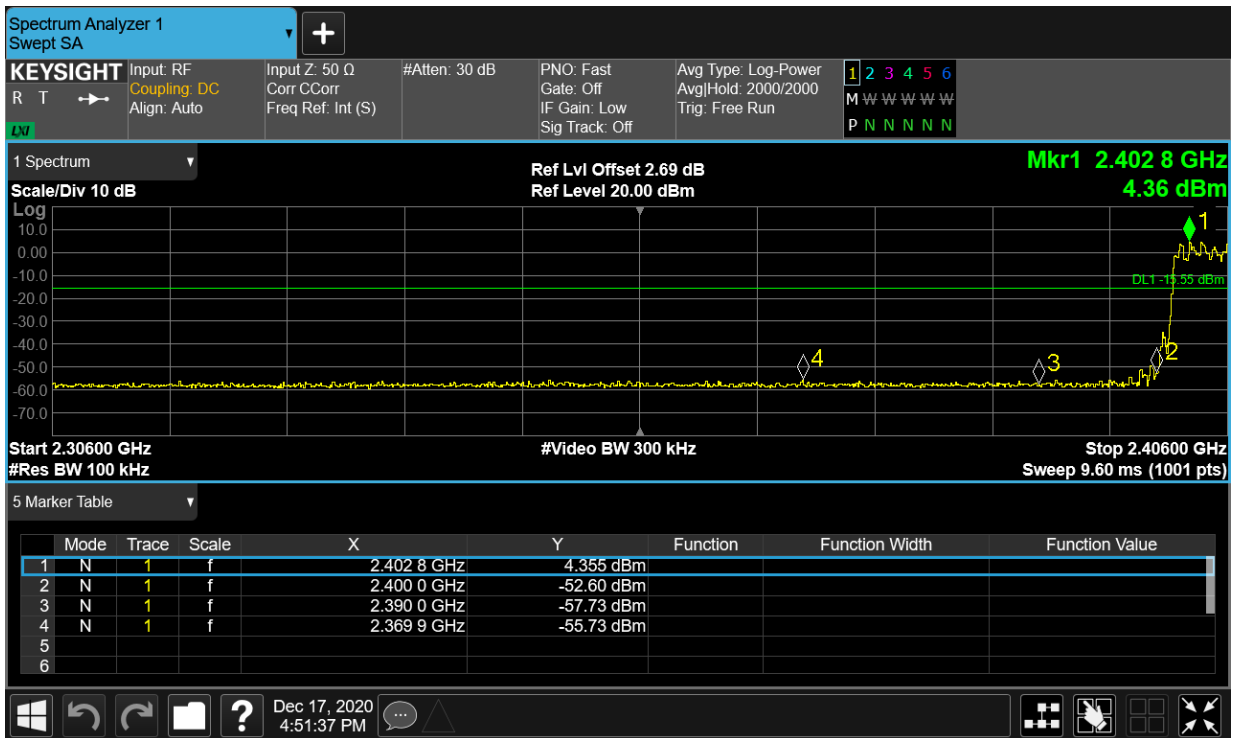 Spectrum Analyzer 1
Swept SA
+
KEYSIGHT
R T
LXI
Input: RF
Coupling: DC
Align: Auto
Input Z: 50 Ω
Corr CCorr
Freq Ref: Int (S)
#Atten: 30 dB
PNO: Fast
Gate: Off
IF Gain: Low
Sig Track: Off
Avg Type: Log-Power
Avg|Hold: 2000/2000
Trig: Free Run
1 2 3 4 5 6
M W W W W W
P N N N N N
1 Spectrum
Scale/Div 10 dB
Ref Lvl Offset 2.69 dB
Ref Level 20.00 dBm
Mkr1 2.402 8 GHz
4.36 dBm
Log
10.0
0.00
-10.0
-20.0
-30.0
-40.0
-50.0
-60.0
-70.0
1
DL1 -15.55 dBm
4
3
2
Start 2.30600 GHz
#Video BW 300 kHz
Stop 2.40600 GHz
#Res BW 100 kHz
Sweep 9.60 ms (1001 pts)
5 Marker Table
Mode Trace Scale X Y Function Function Width Function Value
1 N 1 f 2.402 8 GHz 4.355 dBm
2 N 1 f 2.400 0 GHz -52.60 dBm
3 N 1 f 2.390 0 GHz -57.73 dBm
4 N 1 f 2.369 9 GHz -55.73 dBm
5
6
?
Dec 17, 2020
4:51:37 PM